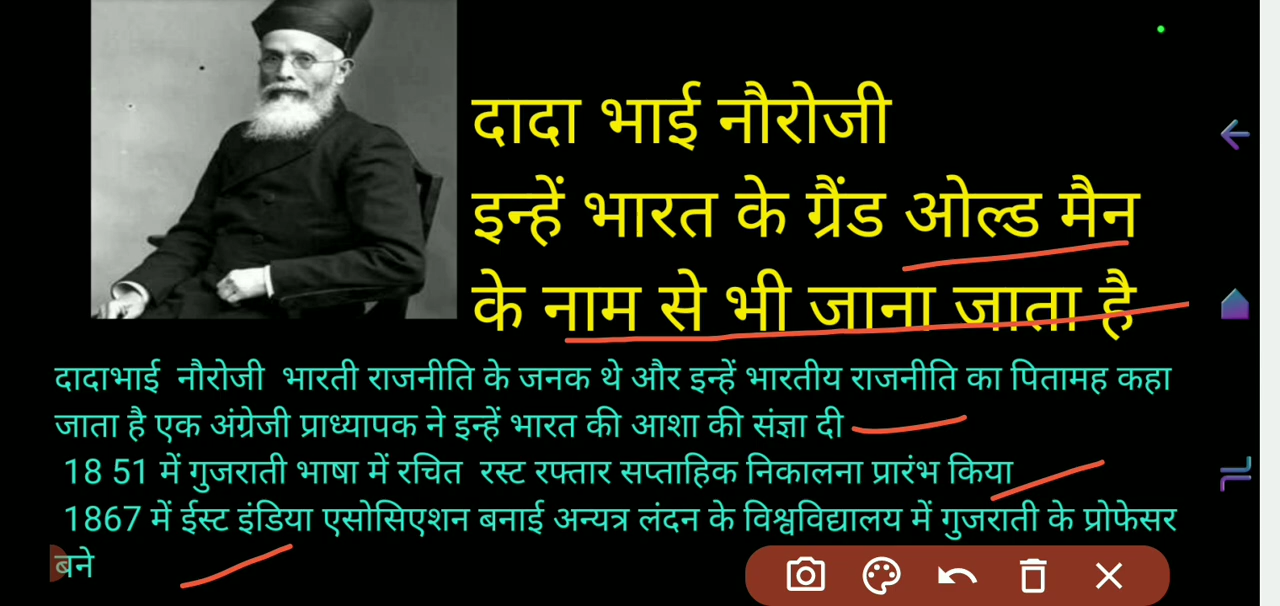 दादा भाई नौरोजी
इन्हें भारत के ग्रैंड ओल्ड मैन
के नाम से भी जाना जाता है
दादाभाई नौरोजी भारती राजनीति के जनक थे और इन्हें भारतीय राजनीति का पितामह कहा
जाता है एक अंग्रेजी प्राध्यापक ने इन्हें भारत की आशा की संज्ञा दी
18 51 में गुजराती भाषा में रचित रस्ट रफ्तार सप्ताहिक निकालना प्रारंभ किया
1867 में ईस्ट इंडिया एसोसिएशन बनाई अन्यत्र लंदन के विश्वविद्यालय में गुजराती के प्रोफेसर
बने